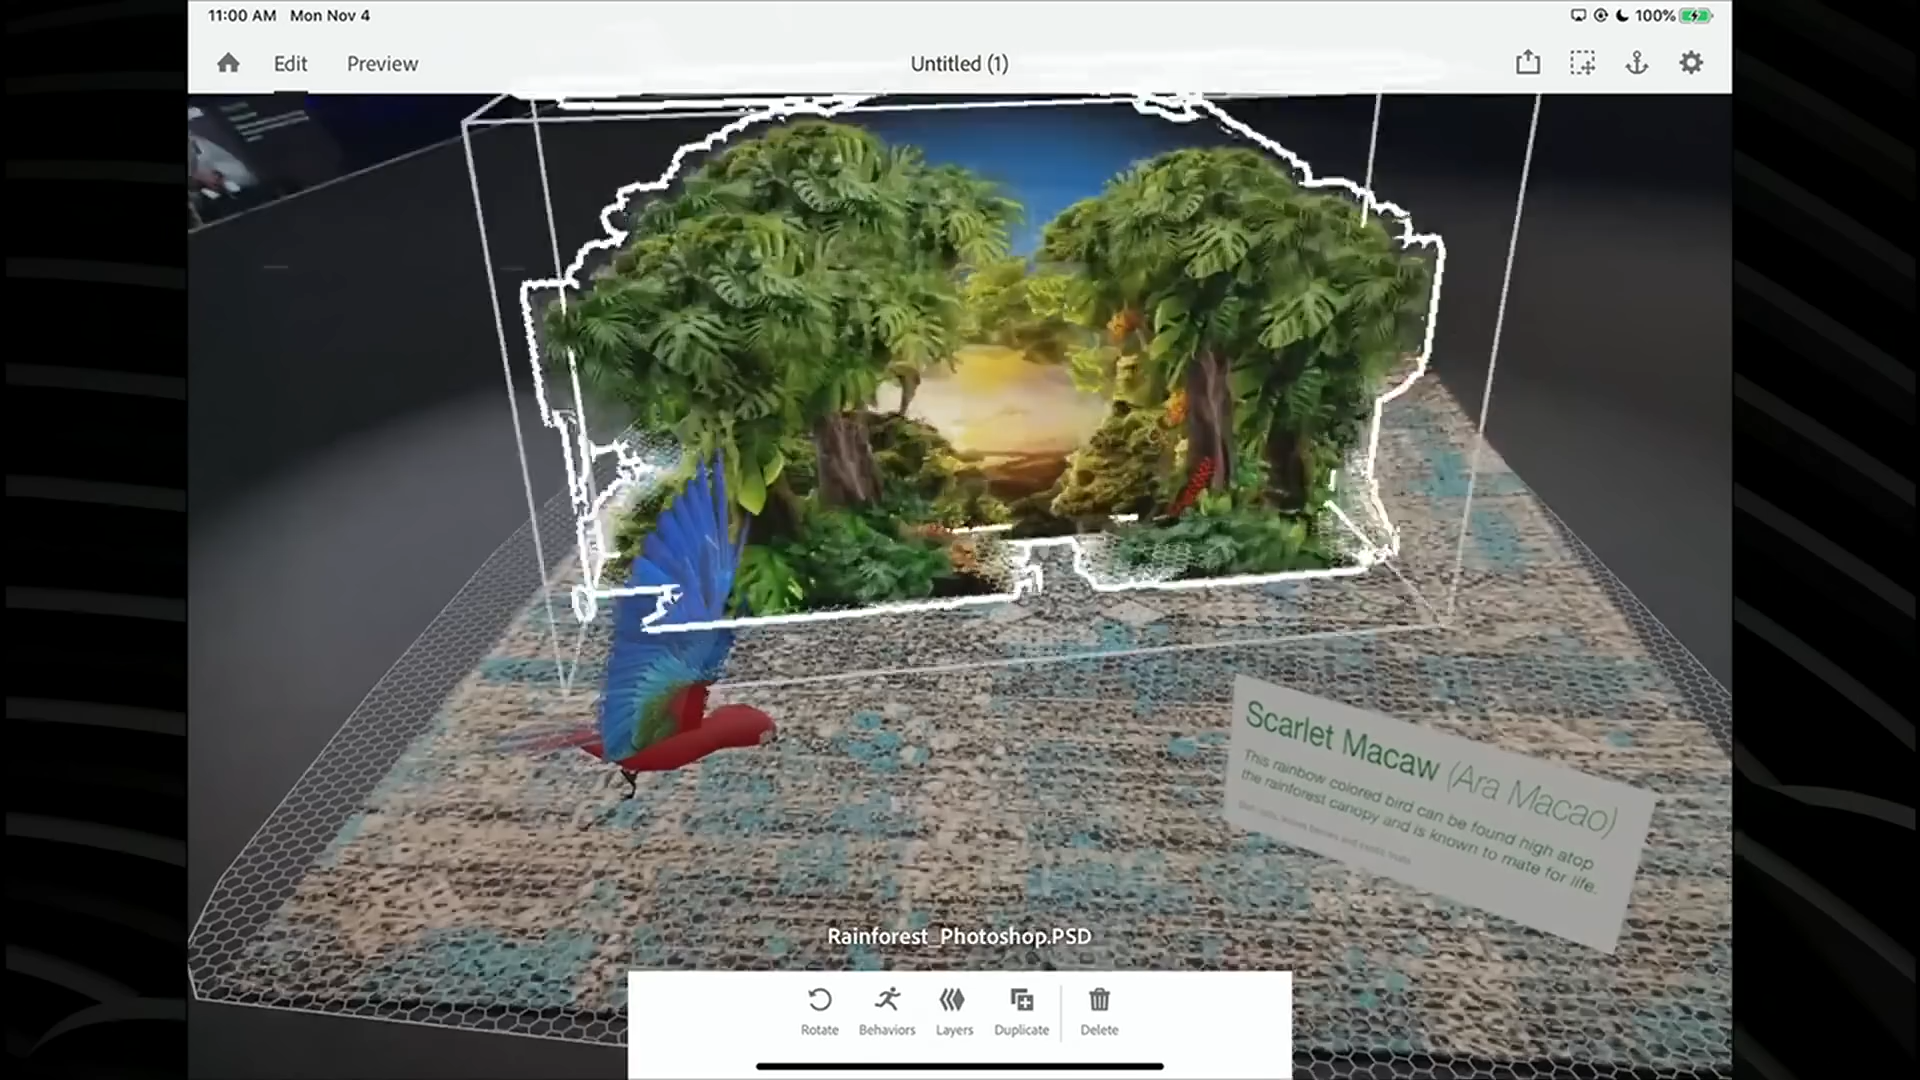 11:00 AM Mon Nov 4
100%
Edit Preview Untitled (1)
Scarlet Macaw (Ara Macao)
This rainbow colored bird can be found high atop
the rainforest canopy and is known to mate for life.
Rainforest_Photoshop.PSD
Rotate Behaviors Layers Duplicate Delete